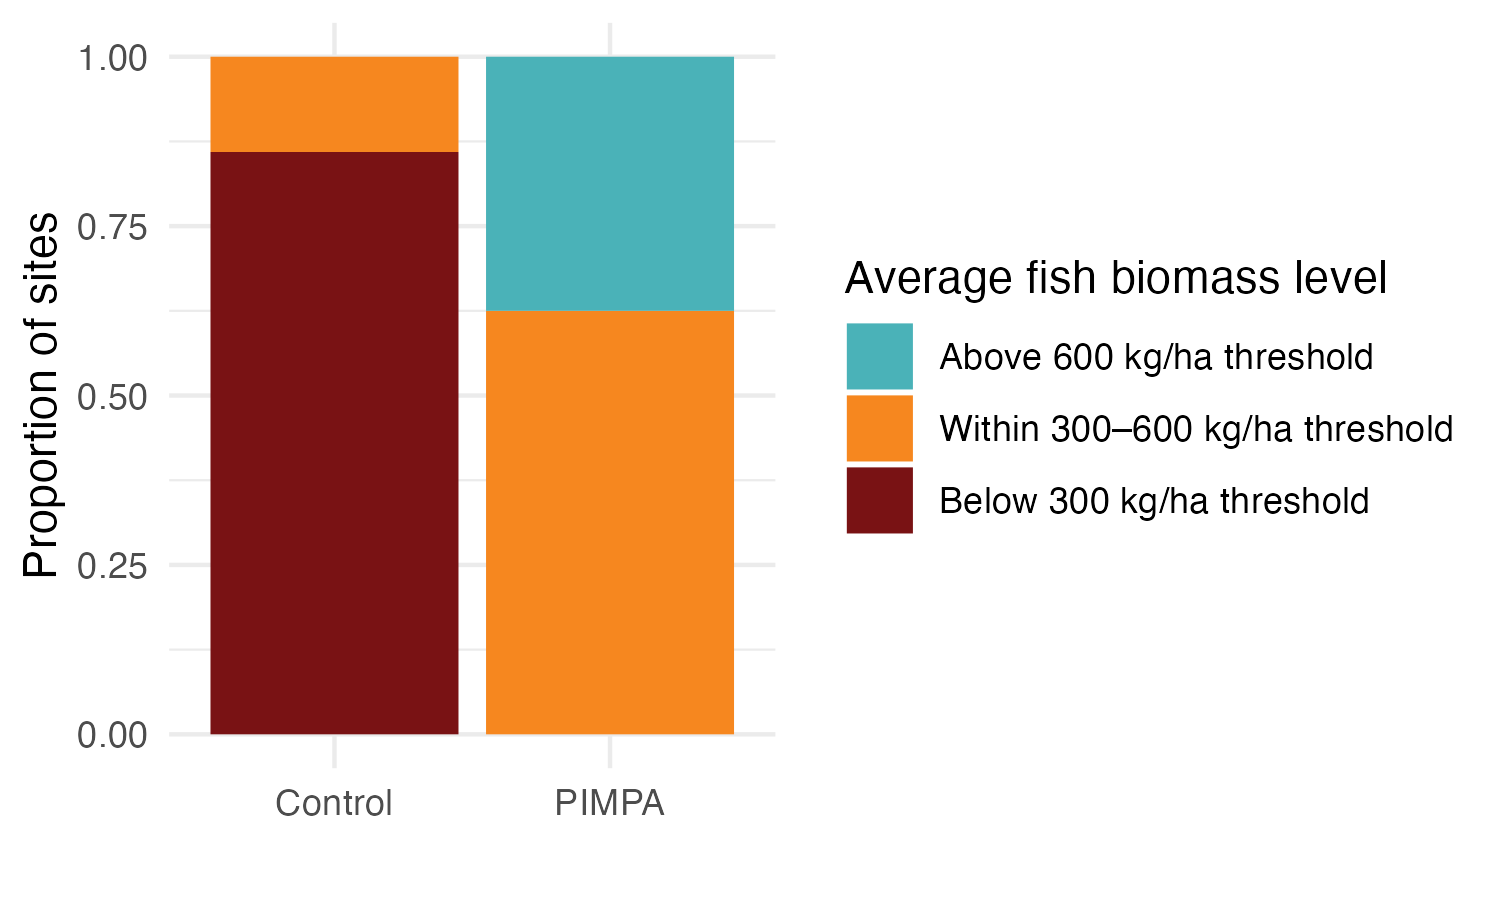 Proportion of sites
1.00
0.75
0.50
0.25
0.00
Control
PIMPA
Average fish biomass level
Above 600 kg/ha threshold
Within 300–600 kg/ha threshold
Below 300 kg/ha threshold